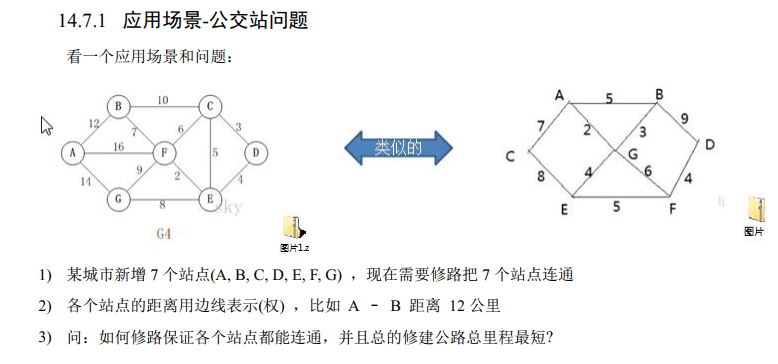 14.7.1 应用场景-公交站问题
看一个应用场景和问题：
B 10 C
12 7 6 3
A 16 F 5 D
14 9 2 4
G 8 E
sky
G4
类似的
图片1.z
A 5 B
7 2 3 9
C G D
8 4 6 4
E 5 F
h
图片
1) 某城市新增 7 个站点(A, B, C, D, E, F, G) ，现在需要修路把 7 个站点连通
2) 各个站点的距离用边线表示(权) ，比如 A – B 距离 12 公里
3) 问：如何修路保证各个站点都能连通，并且总的修建公路总里程最短?